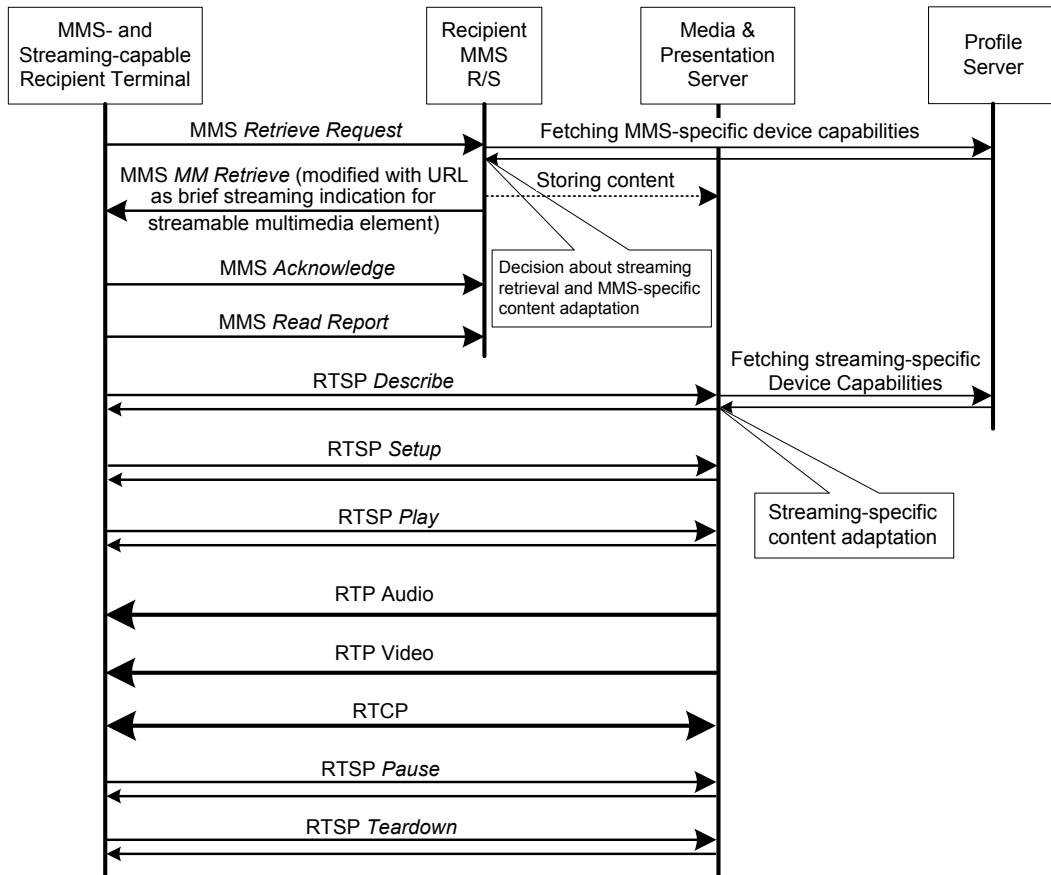 MMS- and
Streaming-capable
Recipient Terminal
Recipient
MMS
R/S
Media &
Presentation
Server
Profile
Server
MMS Retrieve Request
Fetching MMS-specific device capabilities
MMS MM Retrieve (modified with URL
as brief streaming indication for
streamable multimedia element)
Storing content
Decision about streaming
retrieval and MMS-specific
content adaptation
MMS Acknowledge
MMS Read Report
RTSP Describe
Fetching streaming-specific
Device Capabilities
RTSP Setup
Streaming-specific
content adaptation
RTSP Play
RTP Audio
RTP Video
RTCP
RTSP Pause
RTSP Teardown